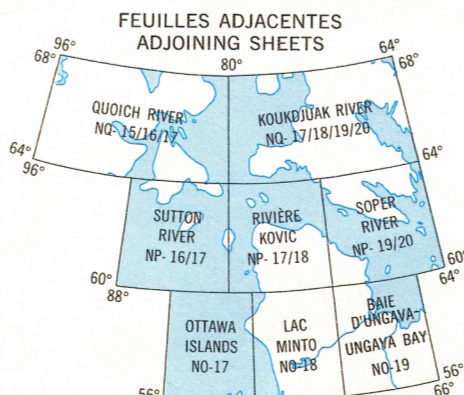 FEUILLES ADJACENTES
ADJOINING SHEETS
96°
80°
64°
68°
68°
QUOICH RIVER
NQ- 15/16/17
KOUKDJUAK RIVER
NQ- 17/18/19/20
64°
96°
64°
SUTTON
RIVER
NP- 16/17
RIVIÈRE
KOVIC
NP- 17/18
SOPER
RIVER
NP- 19/20
60°
88°
60°
64°
OTTAWA
ISLANDS
NO-17
LAC
MINTO
NO-18
BAIE
D'UNGAVA-
UNGAVA BAY
NO-19
56°
56°
66°